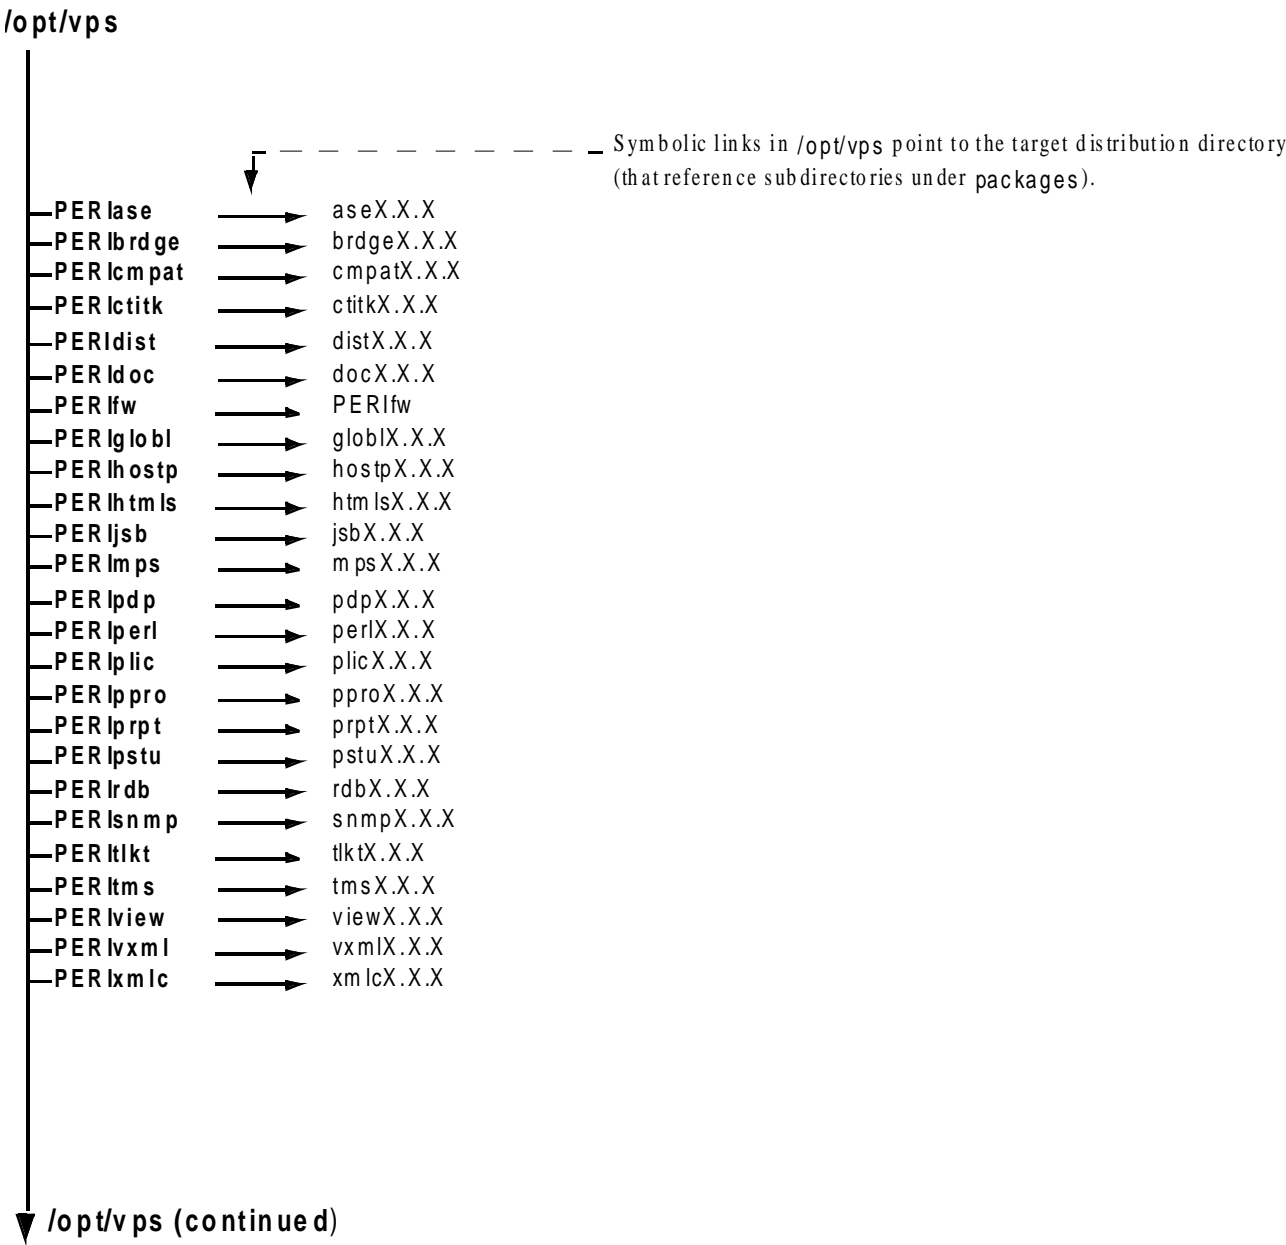 /opt/vps
Symbolic links in /opt/vps point to the target distribution directory
(that reference subdirectories under packages).
PERIase aseX.X.X
PERIbrdge brdgeX.X.X
PERIcmpat cmpatX.X.X
PERIctitk ctitkX.X.X
PERIdist distX.X.X
PERIdoc docX.X.X
PERIfw PERIfw
PERIglobl globlX.X.X
PERIhostp hostpX.X.X
PERIhtmls htmlsX.X.X
PERIjsb jsbX.X.X
PERImps mpsX.X.X
PERIpdp pdpX.X.X
PERIperl perlX.X.X
PERIplic plicX.X.X
PERIppro pproX.X.X
PERIprpt prptX.X.X
PERIpstu pstuX.X.X
PERIrdb rdbX.X.X
PERIsnmp snmpX.X.X
PERItlkt tlktX.X.X
PERItms tmsX.X.X
PERIview viewX.X.X
PERIvxml vxmlX.X.X
PERIxmlc xmlcX.X.X
/opt/vps (continued)